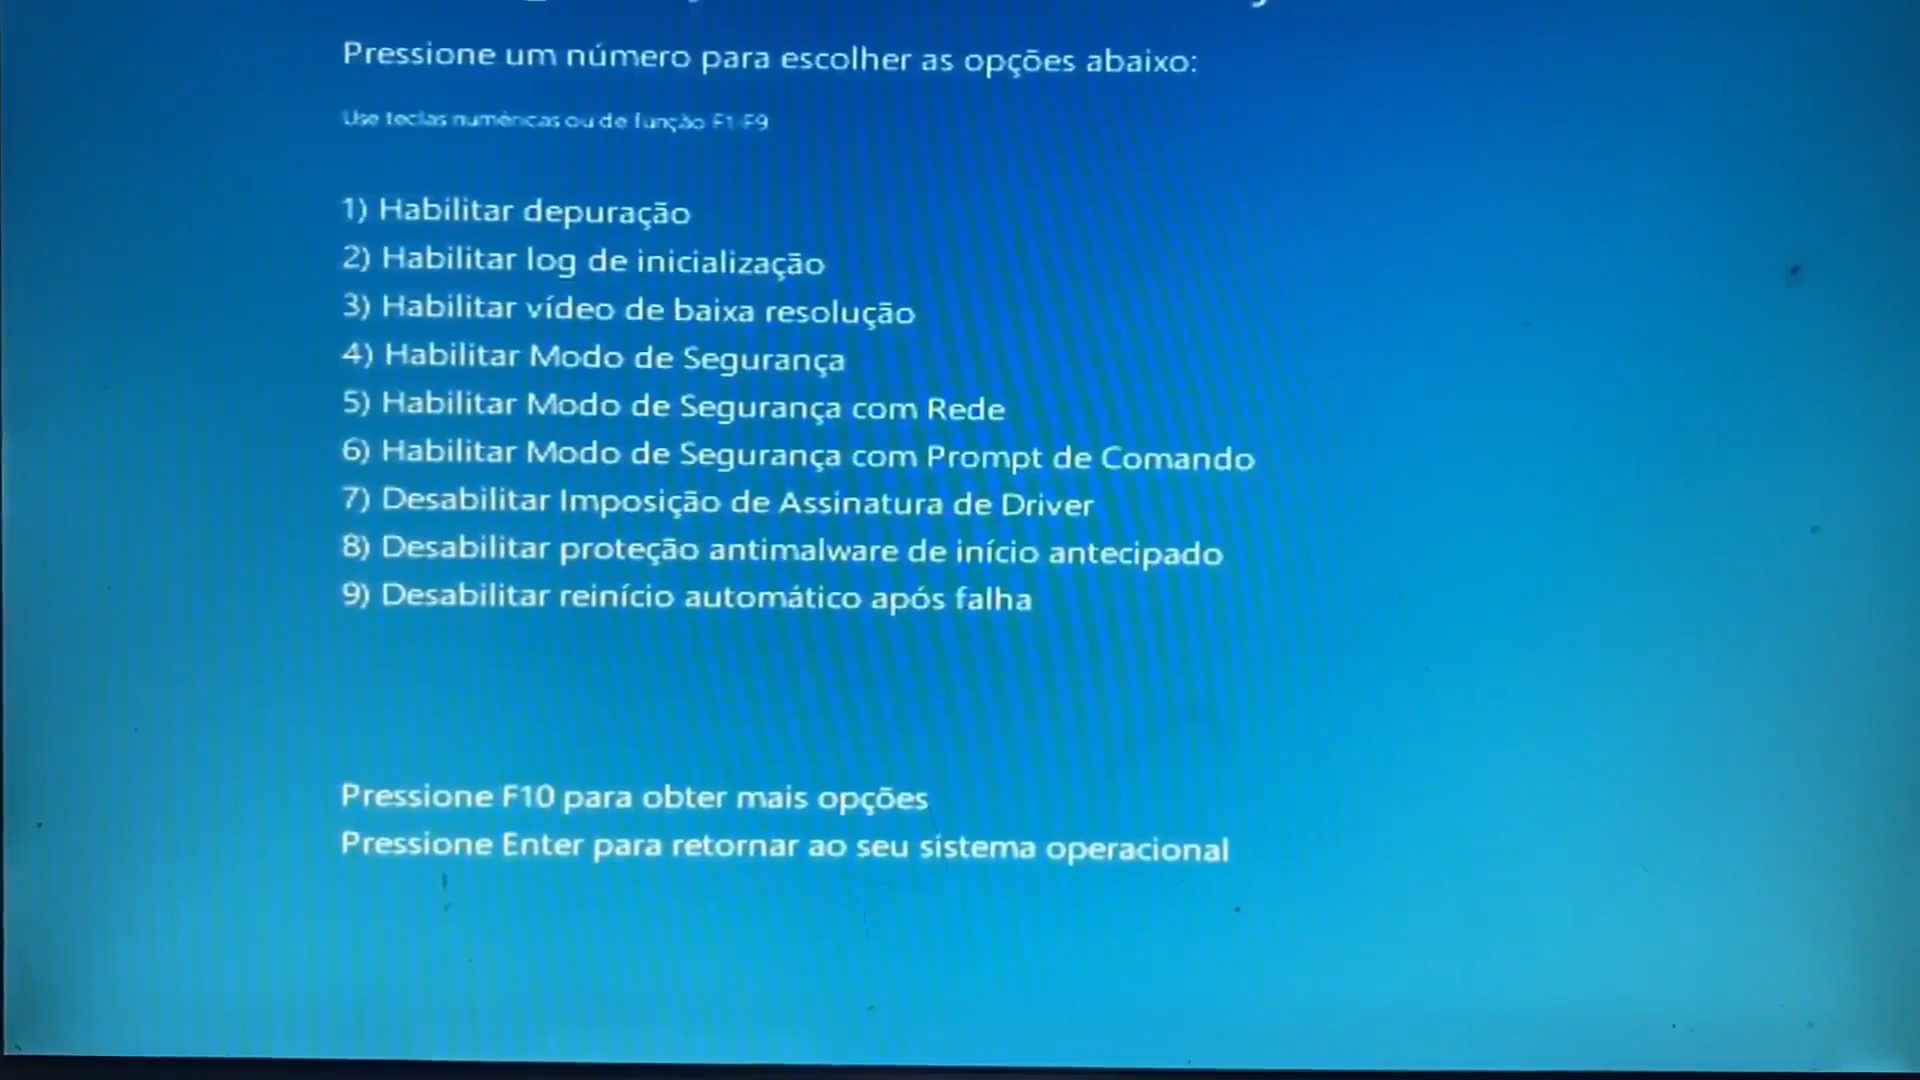 Pressione um número para escolher as opções abaixo:
Use teclas numéricas ou de função F1-F9
1) Habilitar depuração
2) Habilitar log de inicialização
3) Habilitar vídeo de baixa resolução
4) Habilitar Modo de Segurança
5) Habilitar Modo de Segurança com Rede
6) Habilitar Modo de Segurança com Prompt de Comando
7) Desabilitar Imposição de Assinatura de Driver
8) Desabilitar proteção antimalware de início antecipado
9) Desabilitar reinício automático após falha
Pressione F10 para obter mais opções
Pressione Enter para retornar ao seu sistema operacional